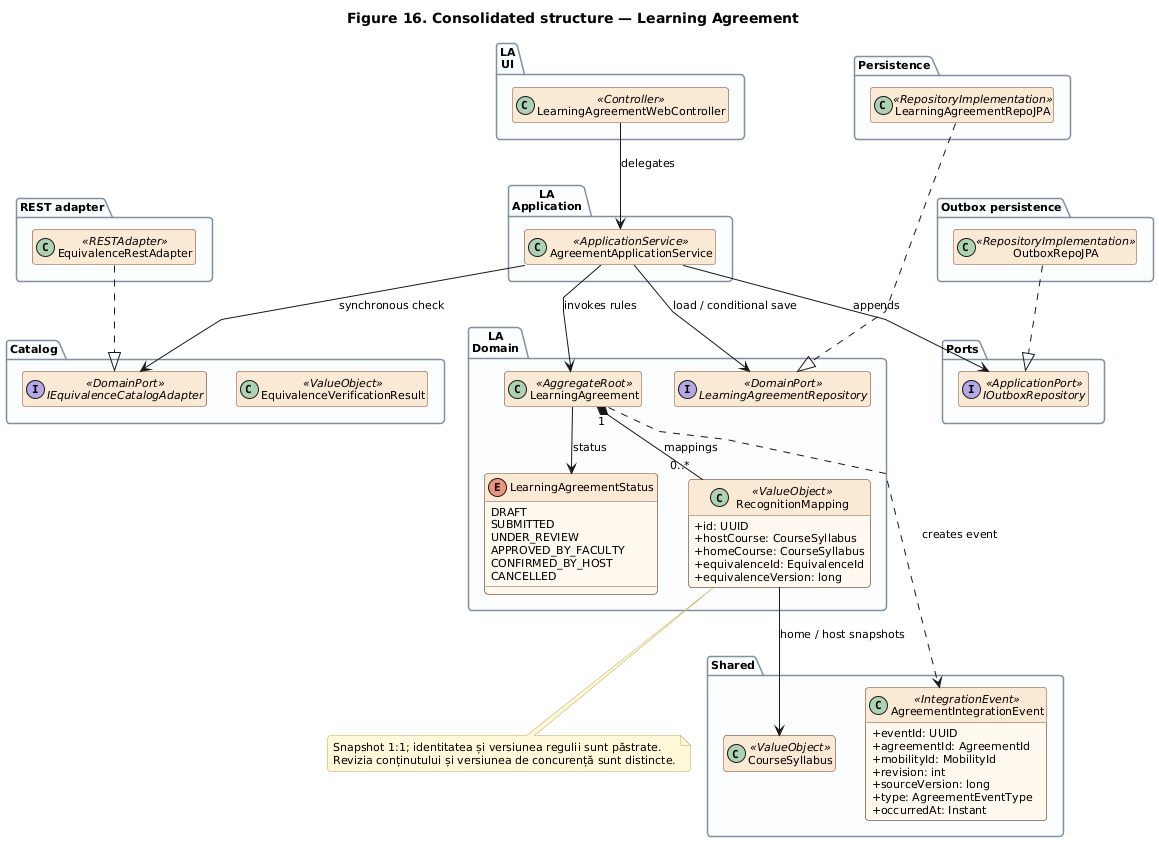 Figure 16. Consolidated structure — Learning Agreement
LA
UI
«Controller»
LearningAgreementWebController
Persistence
«RepositoryImplementation»
LearningAgreementRepoJPA
delegates
REST adapter
«RESTAdapter»
EquivalenceRestAdapter
LA
Application
«ApplicationService»
AgreementApplicationService
Outbox persistence
«RepositoryImplementation»
OutboxRepoJPA
synchronous check
invokes rules
load / conditional save
appends
Catalog
«DomainPort»
IEquivalenceCatalogAdapter
«ValueObject»
EquivalenceVerificationResult
LA
Domain
«AggregateRoot»
LearningAgreement
«DomainPort»
LearningAgreementRepository
Ports
«ApplicationPort»
IOutboxRepository
1
status
mappings
0..*
LearningAgreementStatus
DRAFT
SUBMITTED
UNDER_REVIEW
APPROVED_BY_FACULTY
CONFIRMED_BY_HOST
CANCELLED
«ValueObject»
RecognitionMapping
+id: UUID
+hostCourse: CourseSyllabus
+homeCourse: CourseSyllabus
+equivalenceId: EquivalenceId
+equivalenceVersion: long
creates event
home / host snapshots
Shared
«ValueObject»
CourseSyllabus
«IntegrationEvent»
AgreementIntegrationEvent
+eventId: UUID
+agreementId: AgreementId
+mobilityId: MobilityId
+revision: int
+sourceVersion: long
+type: AgreementEventType
+occurredAt: Instant
Snapshot 1:1; identitatea și versiunea regulii sunt păstrate.
Revizia conținutului și versiunea de concurență sunt distincte.